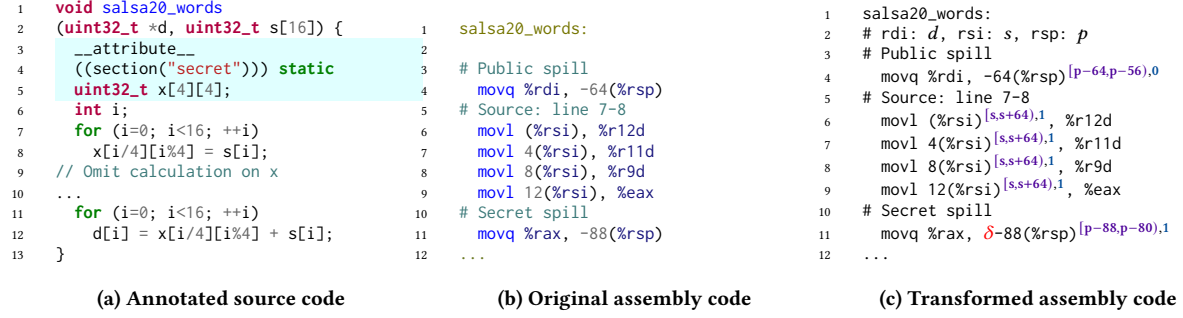 1 void salsa20_words
2 (uint32_t *d, uint32_t s[16]) {
3 __attribute__
4 ((section("secret"))) static
5 uint32_t x[4][4];
6 int i;
7 for (i=0; i<16; ++i)
8 x[i/4][i%4] = s[i];
9 // Omit calculation on x
10 ...
11 for (i=0; i<16; ++i)
12 d[i] = x[i/4][i%4] + s[i];
13 }
(a) Annotated source code
1 salsa20_words:
2
3 # Public spill
4 movq %rdi, -64(%rsp)
5 # Source: line 7-8
6 movl (%rsi), %r12d
7 movl 4(%rsi), %r11d
8 movl 8(%rsi), %r9d
9 movl 12(%rsi), %eax
10 # Secret spill
11 movq %rax, -88(%rsp)
12 ...
(b) Original assembly code
1 salsa20_words:
2 # rdi: d, rsi: s, rsp: p
3 # Public spill
4 movq %rdi, -64(%rsp)[p−64,p−56),0
5 # Source: line 7-8
6 movl (%rsi)[s,s+64),1, %r12d
7 movl 4(%rsi)[s,s+64),1, %r11d
8 movl 8(%rsi)[s,s+64),1, %r9d
9 movl 12(%rsi)[s,s+64),1, %eax
10 # Secret spill
11 movq %rax, δ-88(%rsp)[p−88,p−80),1
12 ...
(c) Transformed assembly code